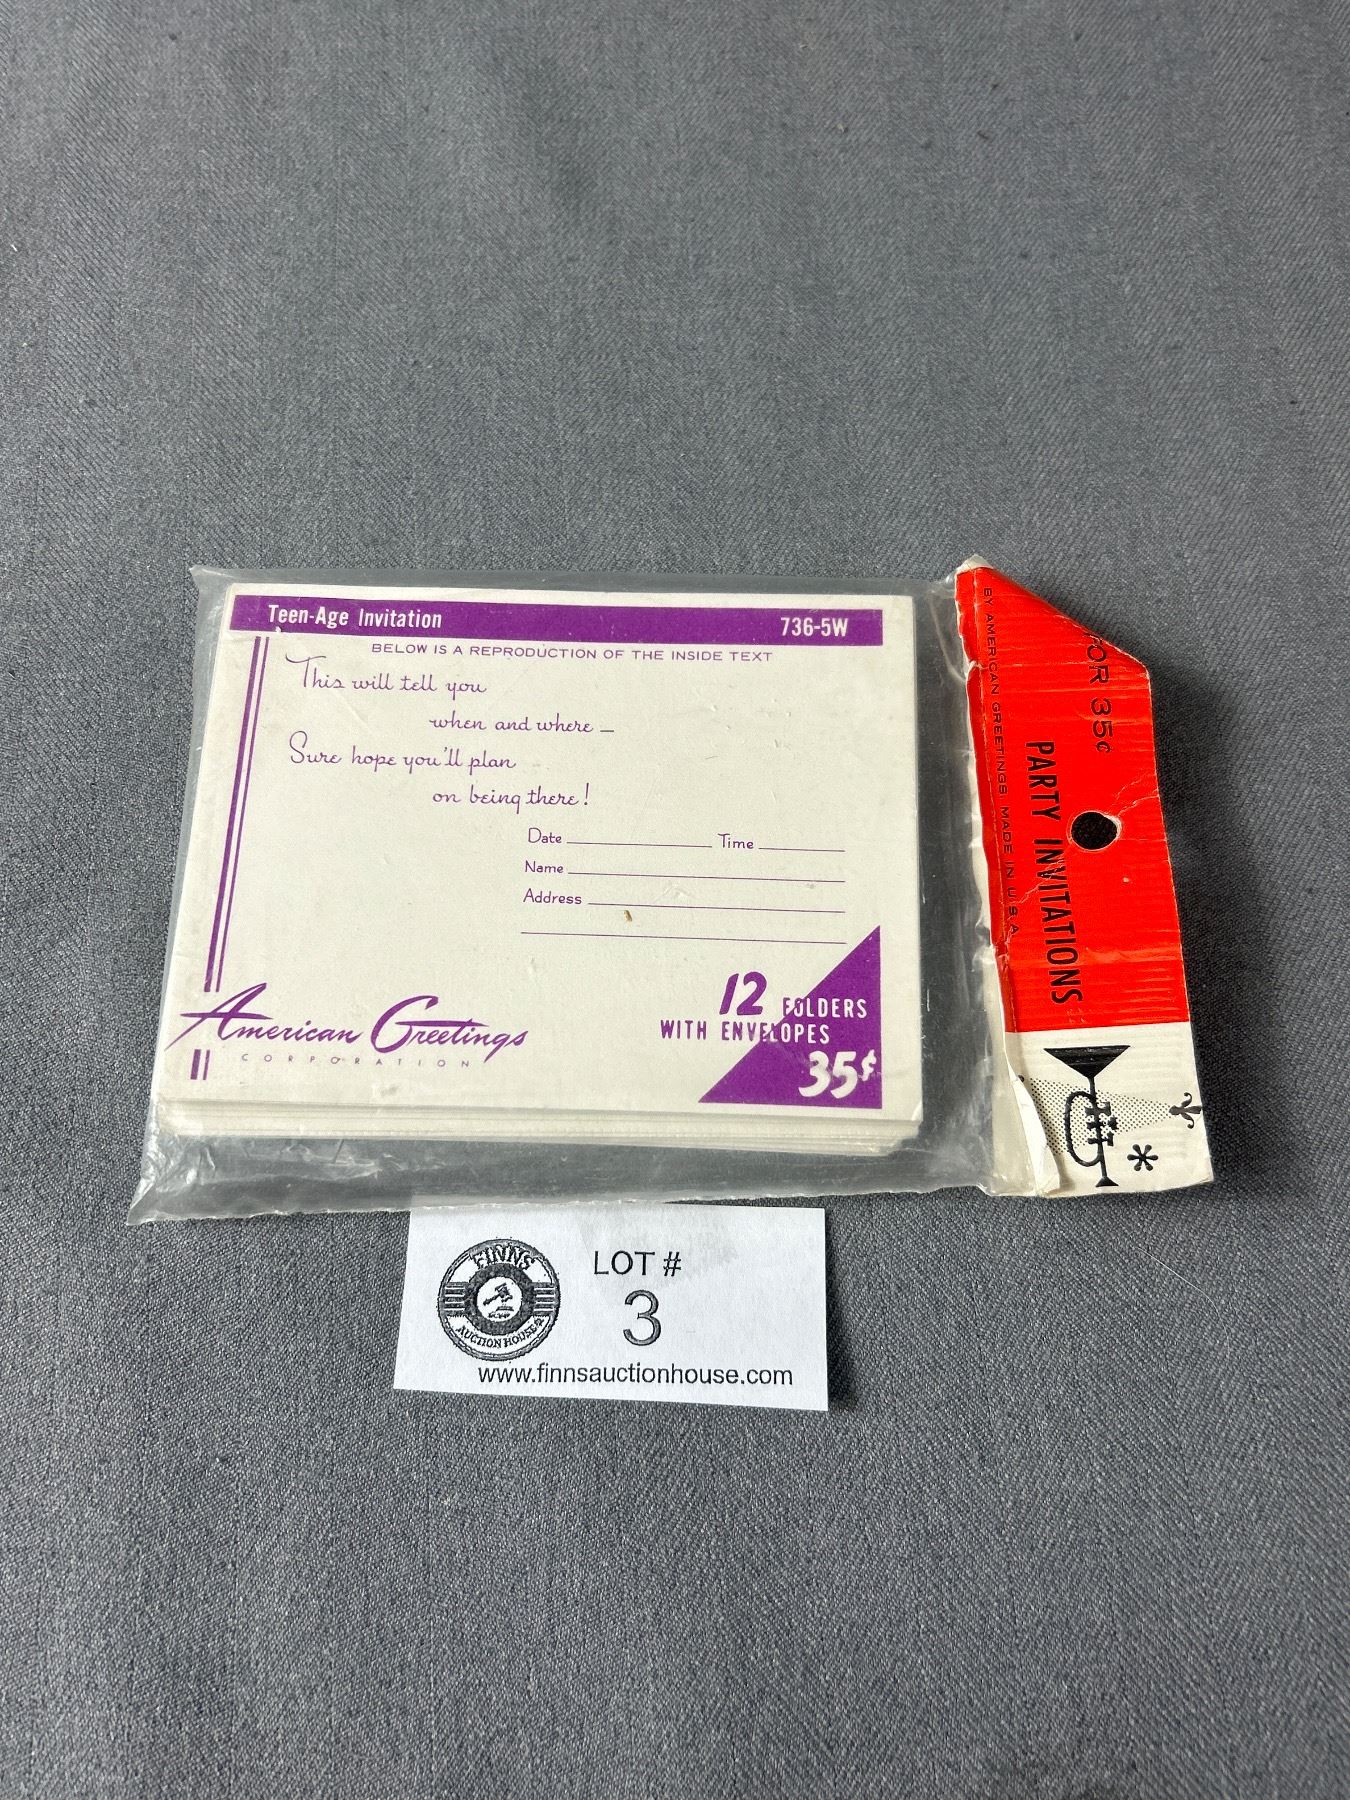 Teen-Age Invitation 736-5W
BELOW IS A REPRODUCTION OF THE INSIDE TEXT
This will tell you
when and where –
Sure hope you'll plan
on being there!
Date Time
Name
Address
American Greetings
CORPORATION
12 FOLDERS
WITH ENVELOPES
35¢
FOR 35¢
PARTY INVITATIONS
BY AMERICAN GREETINGS MADE IN U.S.A.
FINNS
AUCTION HOUSE
LOT #
3
www.finnsauctionhouse.com